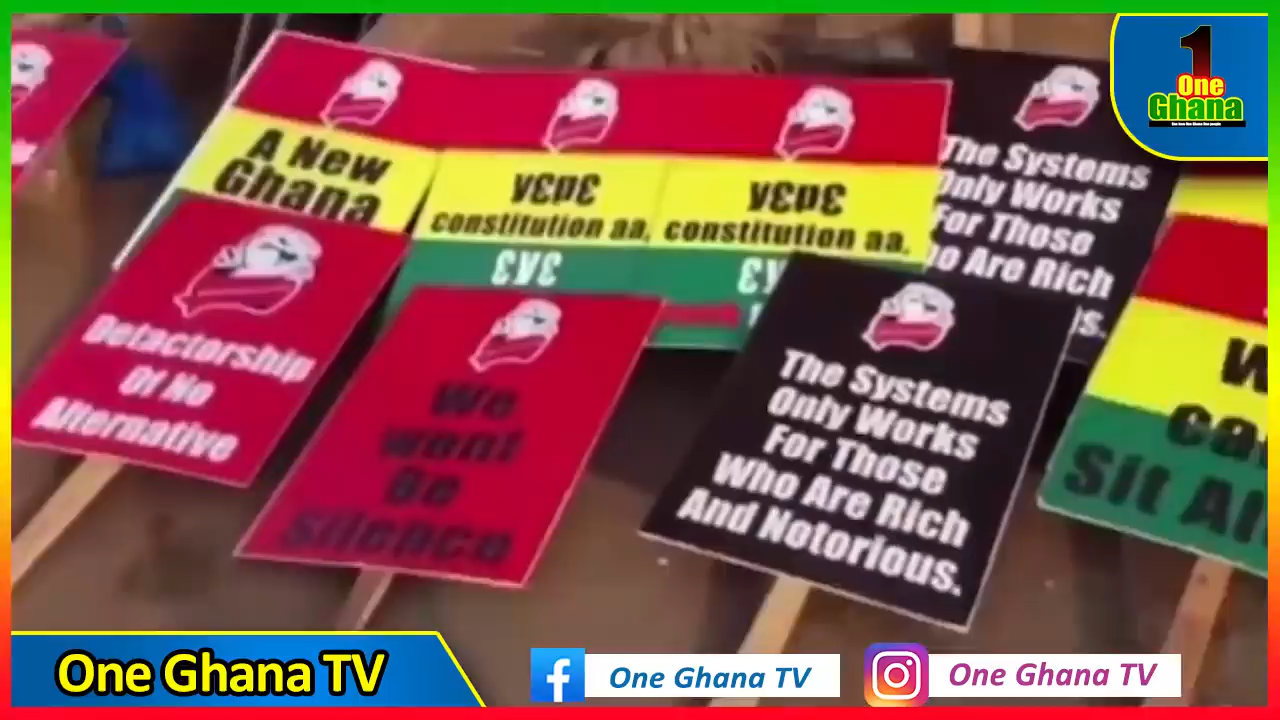 1
One
Ghana
A New
Ghana
yɛpɛ
constitution aa,
ɛyɛ
yɛpɛ
constitution aa.
The Systems
Only Works
For Those
Are Rich
Detactorship
Of No
Alternative
We
wont
Be
Silence
The Systems
Only Works
For Those
Who Are Rich
And Notorious.
Sit
One Ghana TV
One Ghana TV
One Ghana TV